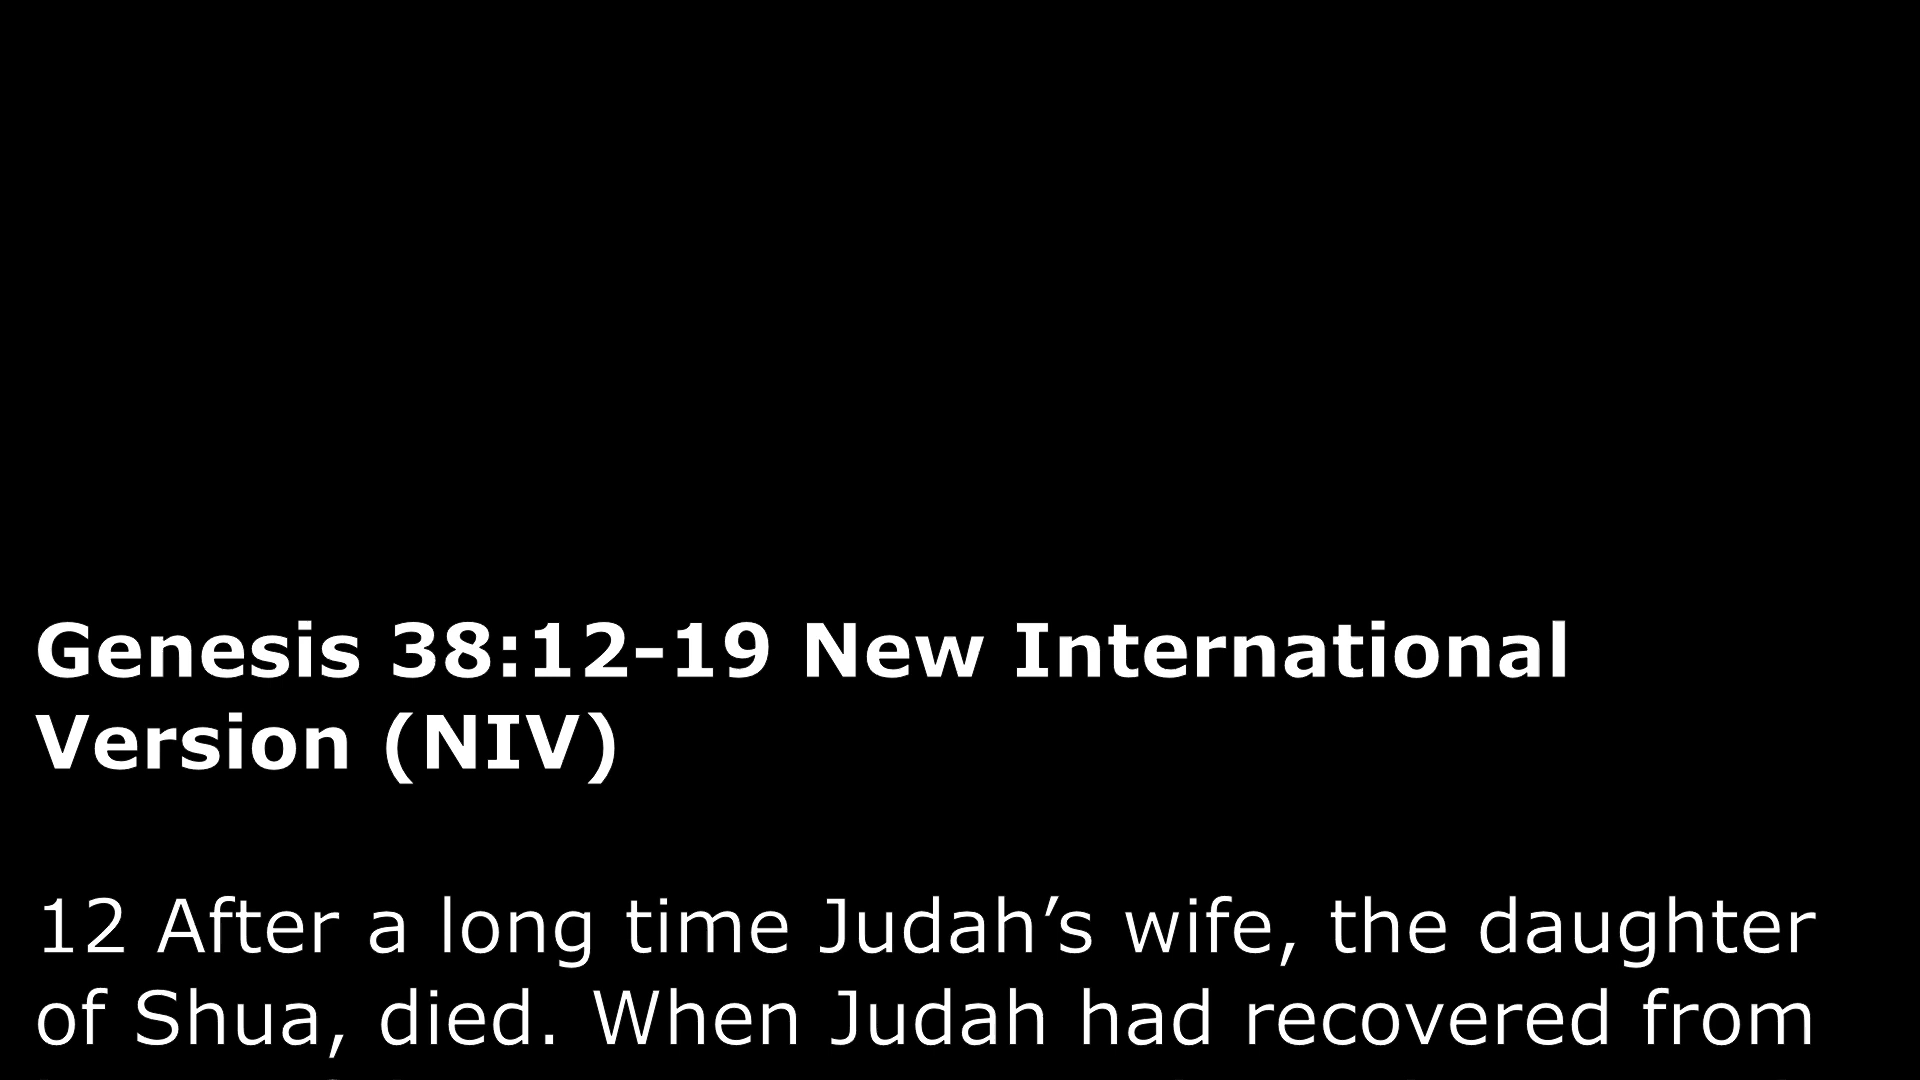 Genesis 38:12-19 New International
Version (NIV)
12 After a long time Judah’s wife, the daughter
of Shua, died. When Judah had recovered from